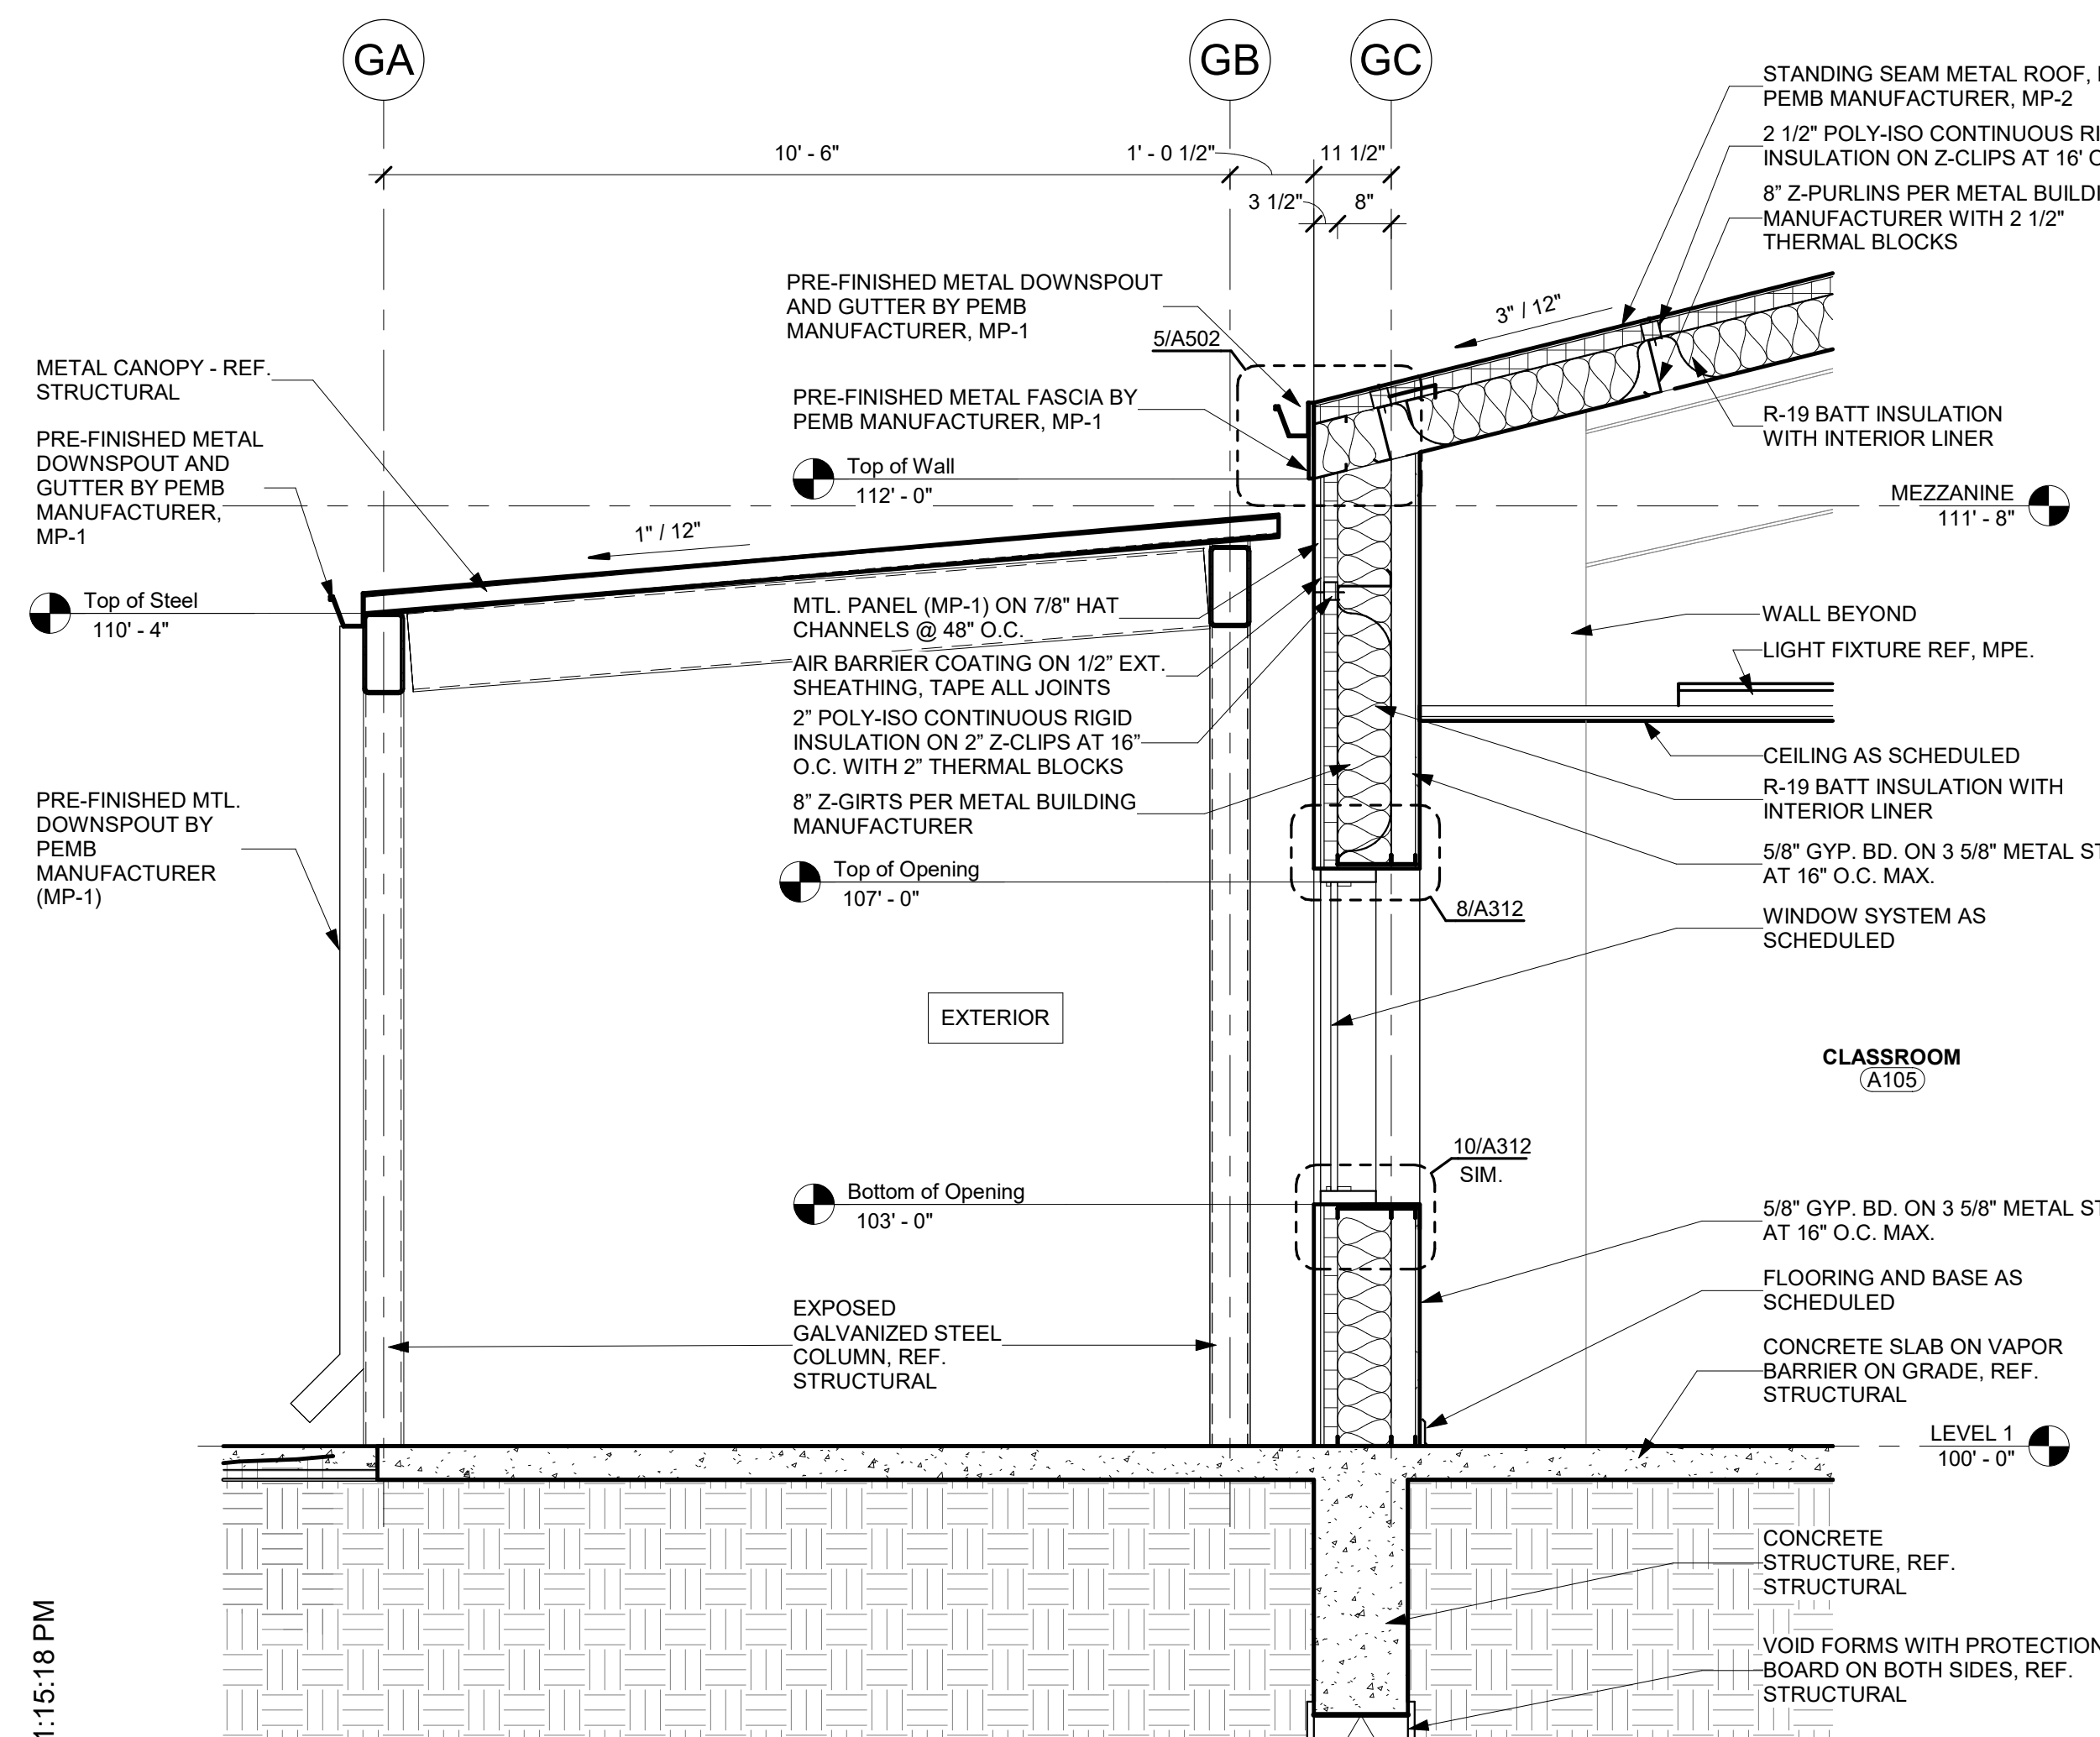 GA
GB
GC
10' - 6"
1' - 0 1/2"
11 1/2"
3 1/2"
8"
STANDING SEAM METAL ROOF,
PEMB MANUFACTURER, MP-2
2 1/2" POLY-ISO CONTINUOUS
INSULATION ON Z-CLIPS AT 16'
8” Z-PURLINS PER METAL
MANUFACTURER WITH 2 1/2"
THERMAL BLOCKS
3" / 12"
PRE-FINISHED METAL DOWNSPOUT
AND GUTTER BY PEMB
MANUFACTURER, MP-1
5/A502
METAL CANOPY - REF.
STRUCTURAL
PRE-FINISHED METAL FASCIA BY
PEMB MANUFACTURER, MP-1
R-19 BATT INSULATION
WITH INTERIOR LINER
PRE-FINISHED METAL
DOWNSPOUT AND
GUTTER BY PEMB
MANUFACTURER,
MP-1
Top of Wall
112' - 0"
MEZZANINE
111' - 8"
1" / 12"
Top of Steel
110' - 4"
MTL. PANEL (MP-1) ON 7/8" HAT
CHANNELS @ 48" O.C.
WALL BEYOND
LIGHT FIXTURE REF, MPE.
AIR BARRIER COATING ON 1/2” EXT.
SHEATHING, TAPE ALL JOINTS
2” POLY-ISO CONTINUOUS RIGID
INSULATION ON 2” Z-CLIPS AT 16”
O.C. WITH 2” THERMAL BLOCKS
CEILING AS SCHEDULED
R-19 BATT INSULATION WITH
INTERIOR LINER
PRE-FINISHED MTL.
DOWNSPOUT BY
PEMB
MANUFACTURER
(MP-1)
8” Z-GIRTS PER METAL BUILDING
MANUFACTURER
5/8" GYP. BD. ON 3 5/8" METAL
AT 16" O.C. MAX.
Top of Opening
107' - 0"
8/A312
WINDOW SYSTEM AS
SCHEDULED
EXTERIOR
CLASSROOM
A105
10/A312
SIM.
Bottom of Opening
103' - 0"
5/8" GYP. BD. ON 3 5/8" METAL
AT 16" O.C. MAX.
FLOORING AND BASE AS
SCHEDULED
EXPOSED
GALVANIZED STEEL
COLUMN, REF.
STRUCTURAL
CONCRETE SLAB ON VAPOR
BARRIER ON GRADE, REF.
STRUCTURAL
LEVEL 1
100' - 0"
CONCRETE
STRUCTURE, REF.
STRUCTURAL
VOID FORMS WITH PROTECTION
BOARD ON BOTH SIDES, REF.
STRUCTURAL
1:15:18 PM